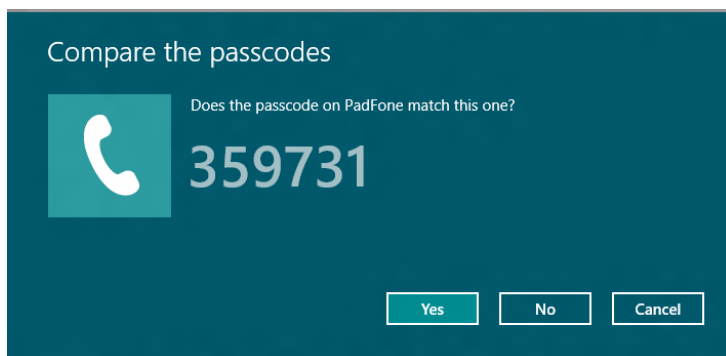 Compare the passcodes
Does the passcode on PadFone match this one?
359731
Yes No Cancel